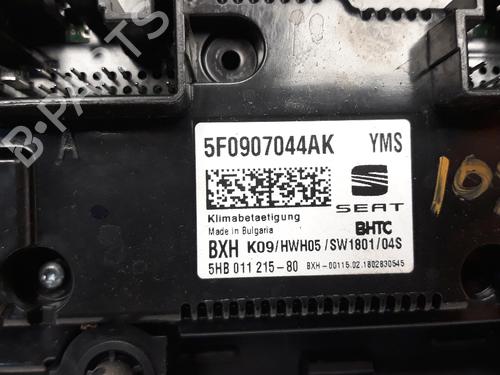 B-PARTS
A
5F0907044AK YMS
SEAT
Klimabetaetigung
Made in Bulgaria
BHTC
BXH K09/HWH05/SW1801/04S
5HB 011 215-80 BXH-00115.02.1802830545